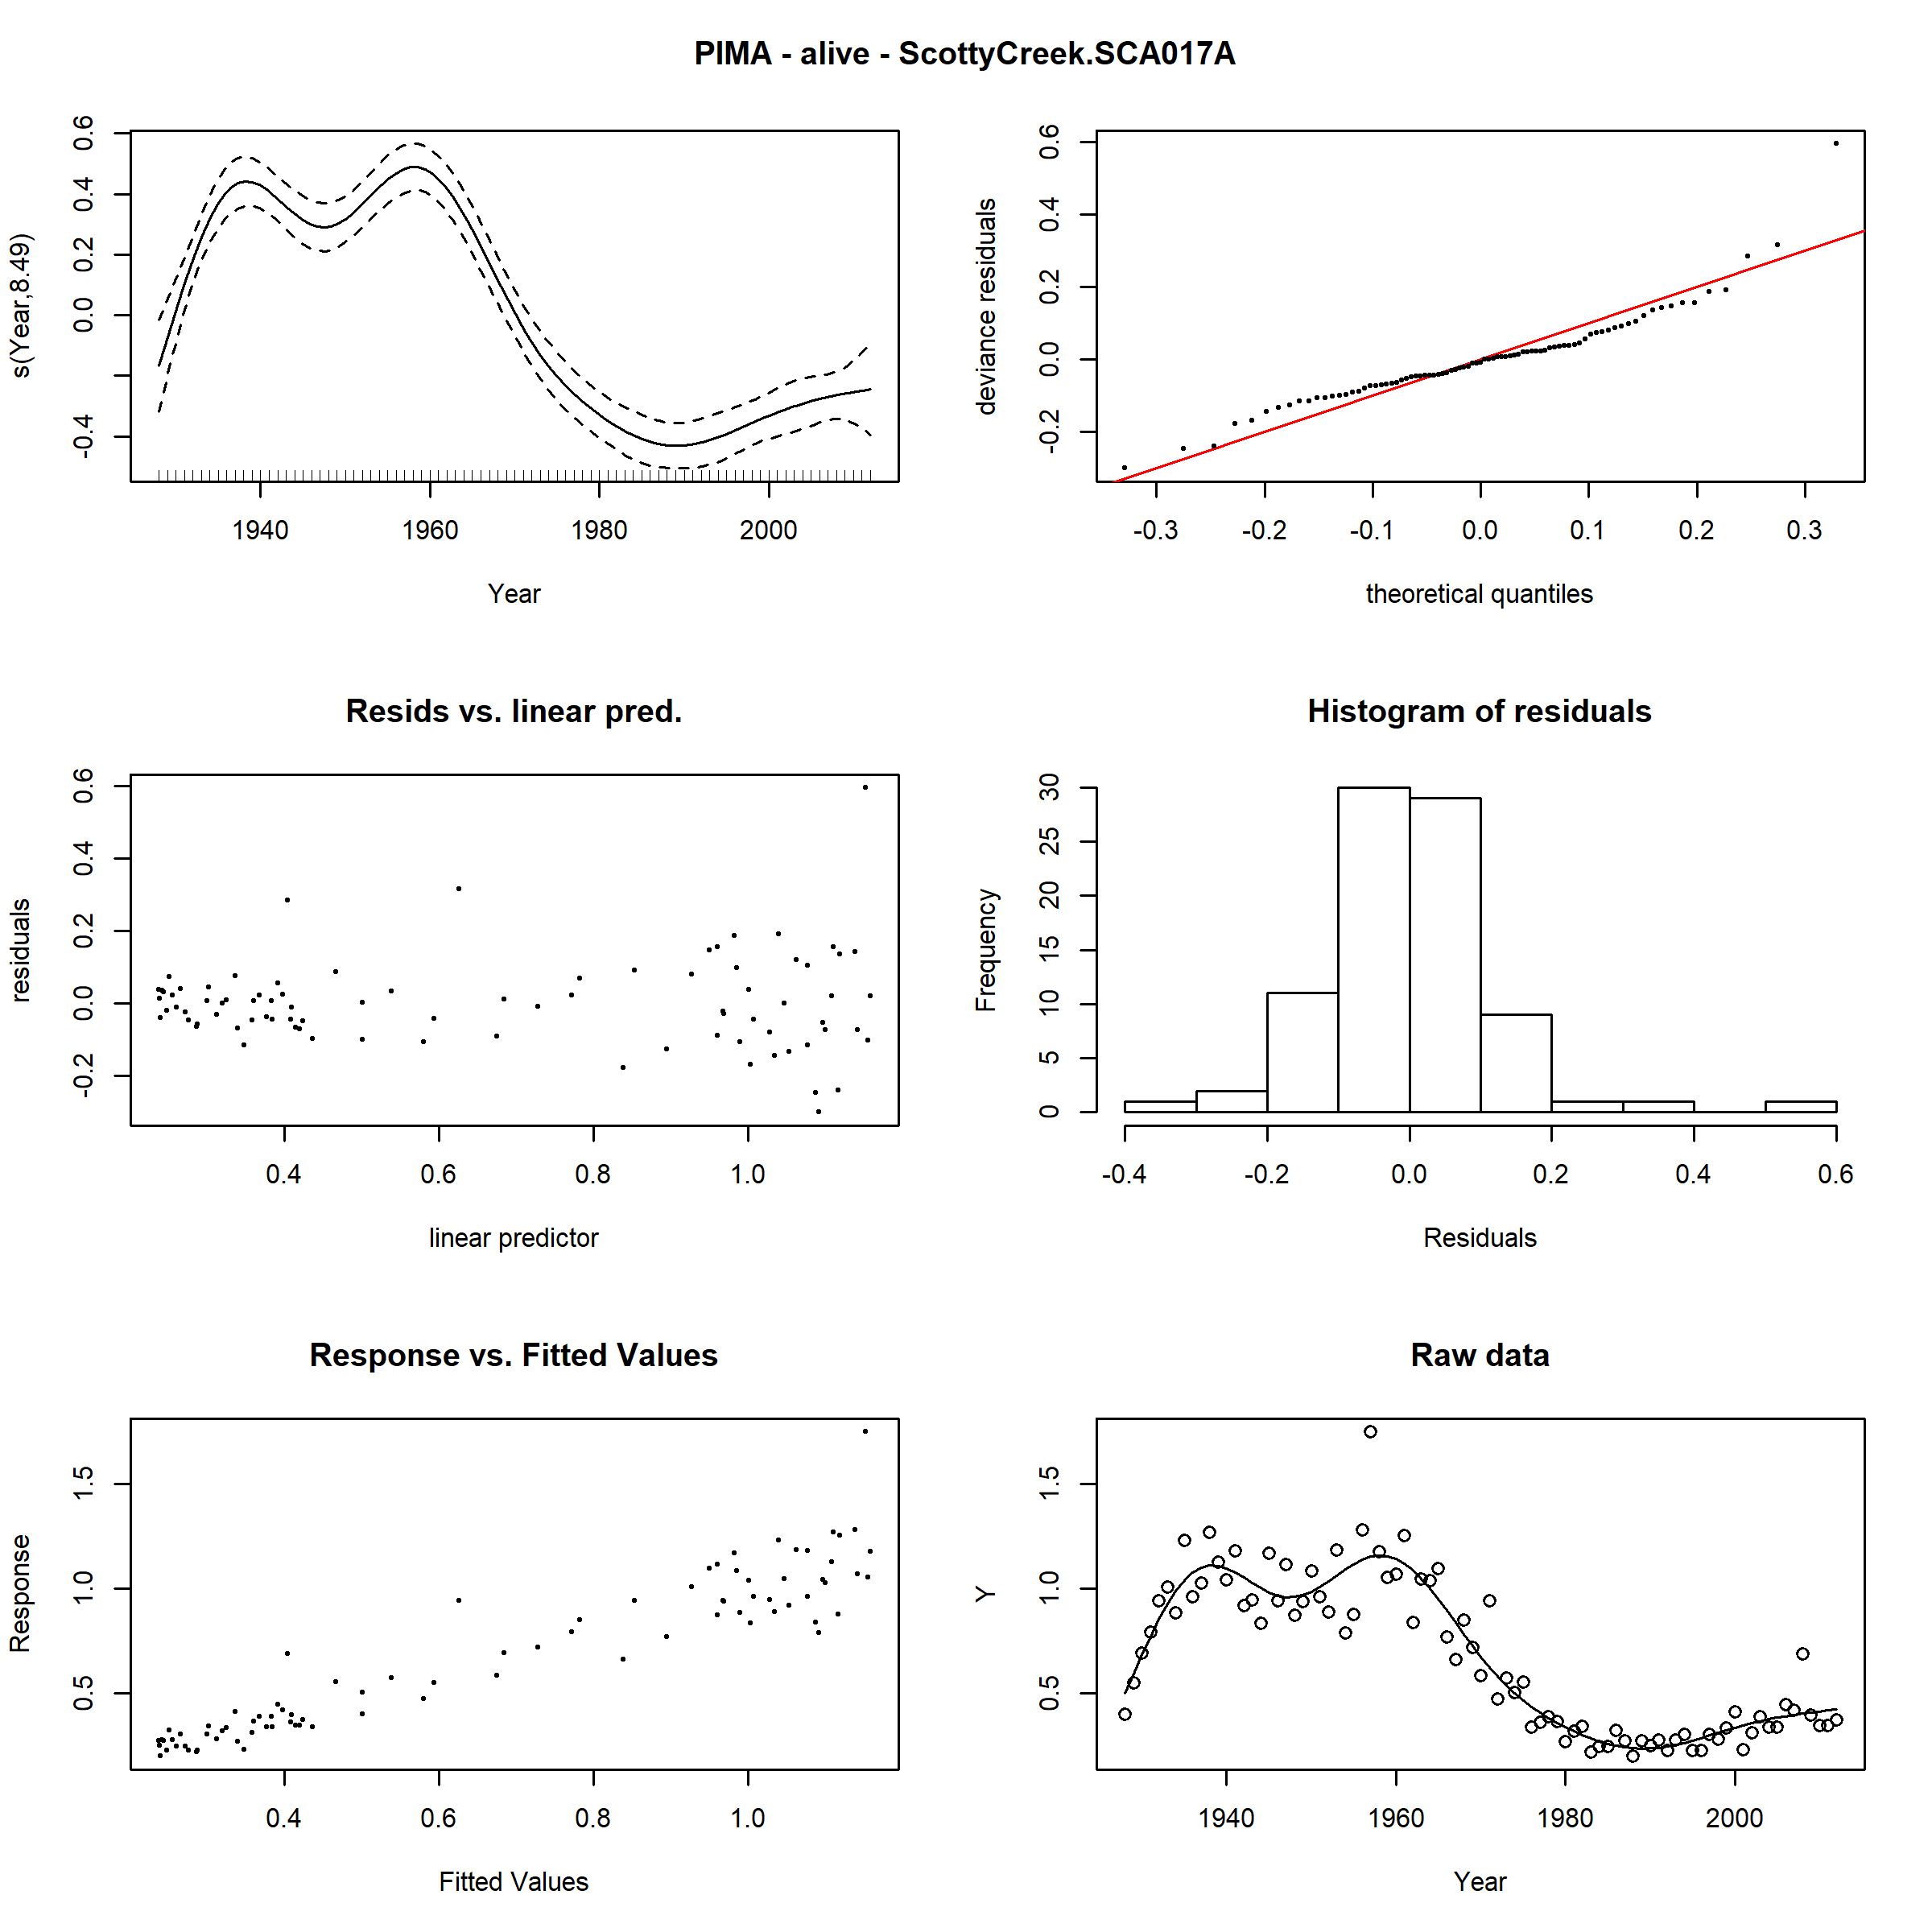 PIMA - alive - ScottyCreek.SCA017A
s(Year,8.49)
0.6
0.4
0.2
0.0
-0.4
1940 1960 1980 2000
Year
deviance residuals
0.6
0.4
0.2
0.0
-0.2
-0.3 -0.2 -0.1 0.0 0.1 0.2 0.3
theoretical quantiles
Resids vs. linear pred.
residuals
0.6
0.4
0.2
0.0
-0.2
0.4 0.6 0.8 1.0
linear predictor
Histogram of residuals
Frequency
30
25
20
15
10
5
0
-0.4 -0.2 0.0 0.2 0.4 0.6
Residuals
Response vs. Fitted Values
Response
1.5
1.0
0.5
0.4 0.6 0.8 1.0
Fitted Values
Raw data
Y
1.5
1.0
0.5
1940 1960 1980 2000
Year